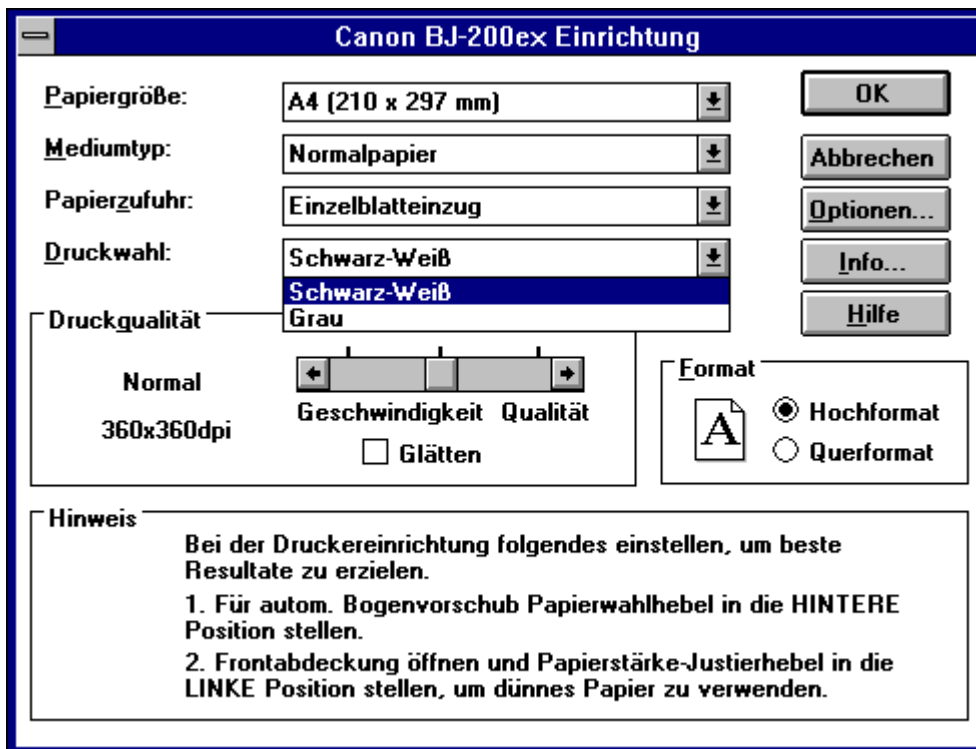 Canon BJ-200ex Einrichtung
Papiergröße:
A4 (210 x 297 mm)
OK
Mediumtyp:
Normalpapier
Abbrechen
Papierzufuhr:
Einzelblatteinzug
Optionen...
Druckwahl:
Schwarz-Weiß
Info...
Schwarz-Weiß
Grau
Hilfe
Druckqualität
Normal
360x360dpi
Geschwindigkeit Qualität
Glätten
Format
A
Hochformat
Querformat
Hinweis
Bei der Druckereinrichtung folgendes einstellen, um beste
Resultate zu erzielen.
1. Für autom. Bogenvorschub Papierwahlhebel in die HINTERE
Position stellen.
2. Frontabdeckung öffnen und Papierstärke-Justierhebel in die
LINKE Position stellen, um dünnes Papier zu verwenden.